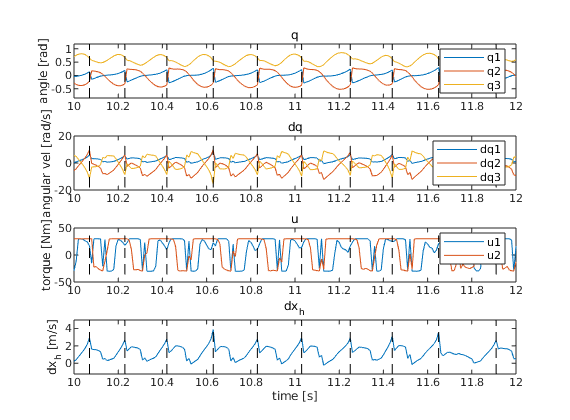 q
angle [rad]
1
0.5
0
-0.5
q1
q2
q3
10 10.2 10.4 10.6 10.8 11 11.2 11.4 11.6 12
dq
angular vel [rad/s]
20
0
-20
dq1
dq2
dq3
10 10.2 10.4 10.6 10.8 11 11.2 11.4 11.6 11.8 12
u
torque [Nm]
50
0
-50
u1
u2
10 10.2 10.4 10.6 10.8 11 11.2 11.4 11.6 11.8 12
dx_h
dx_h [m/s]
4
2
0
10 10.2 10.4 10.6 10.8 11 11.2 11.4 11.6 11.8 12
time [s]